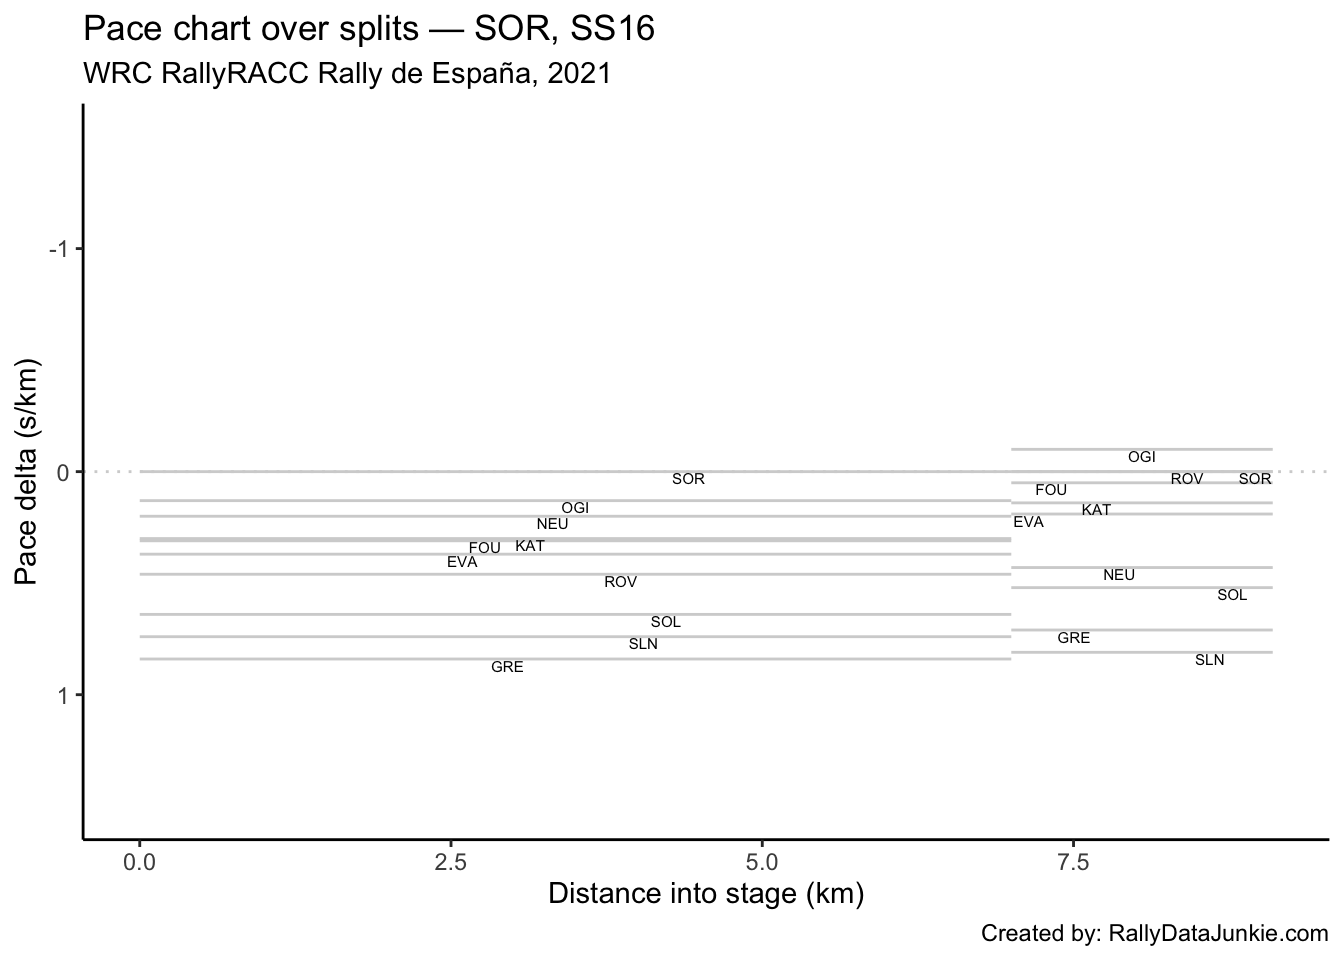 Pace chart over splits — SOR, SS16
WRC RallyRACC Rally de España, 2021
Pace delta (s/km)
-1
0
1
OGI
SOR
ROV
SOR
FOU
OGI
KAT
NEU
EVA
FOU
KAT
EVA
NEU
ROV
SOL
SOL
SLN
GRE
GRE
SLN
0.0
2.5
5.0
7.5
Distance into stage (km)
Created by: RallyDataJunkie.com